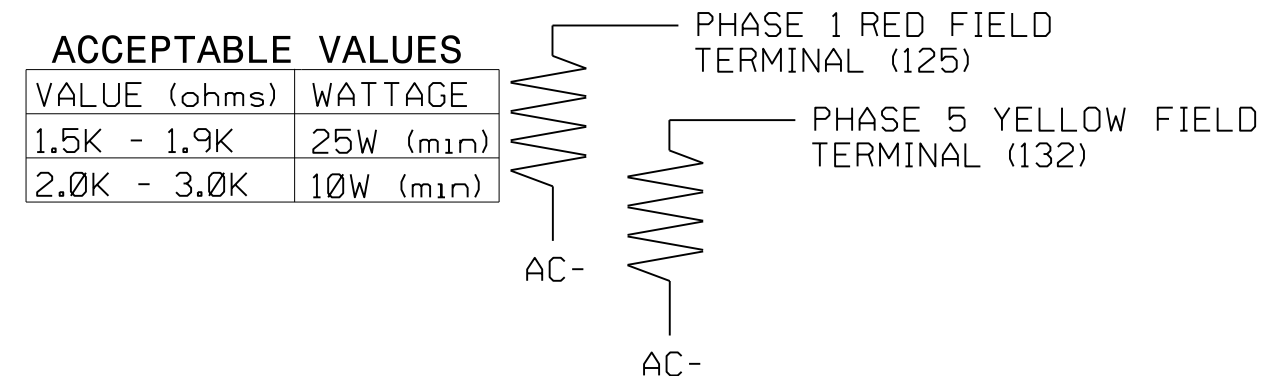 ACCEPTABLE VALUES
VALUE (ohms) WATTAGE
1.5K - 1.9K 25W (min)
2.0K - 3.0K 10W (min)
PHASE 1 RED FIELD
TERMINAL (125)
AC-
PHASE 5 YELLOW FIELD
TERMINAL (132)
AC-